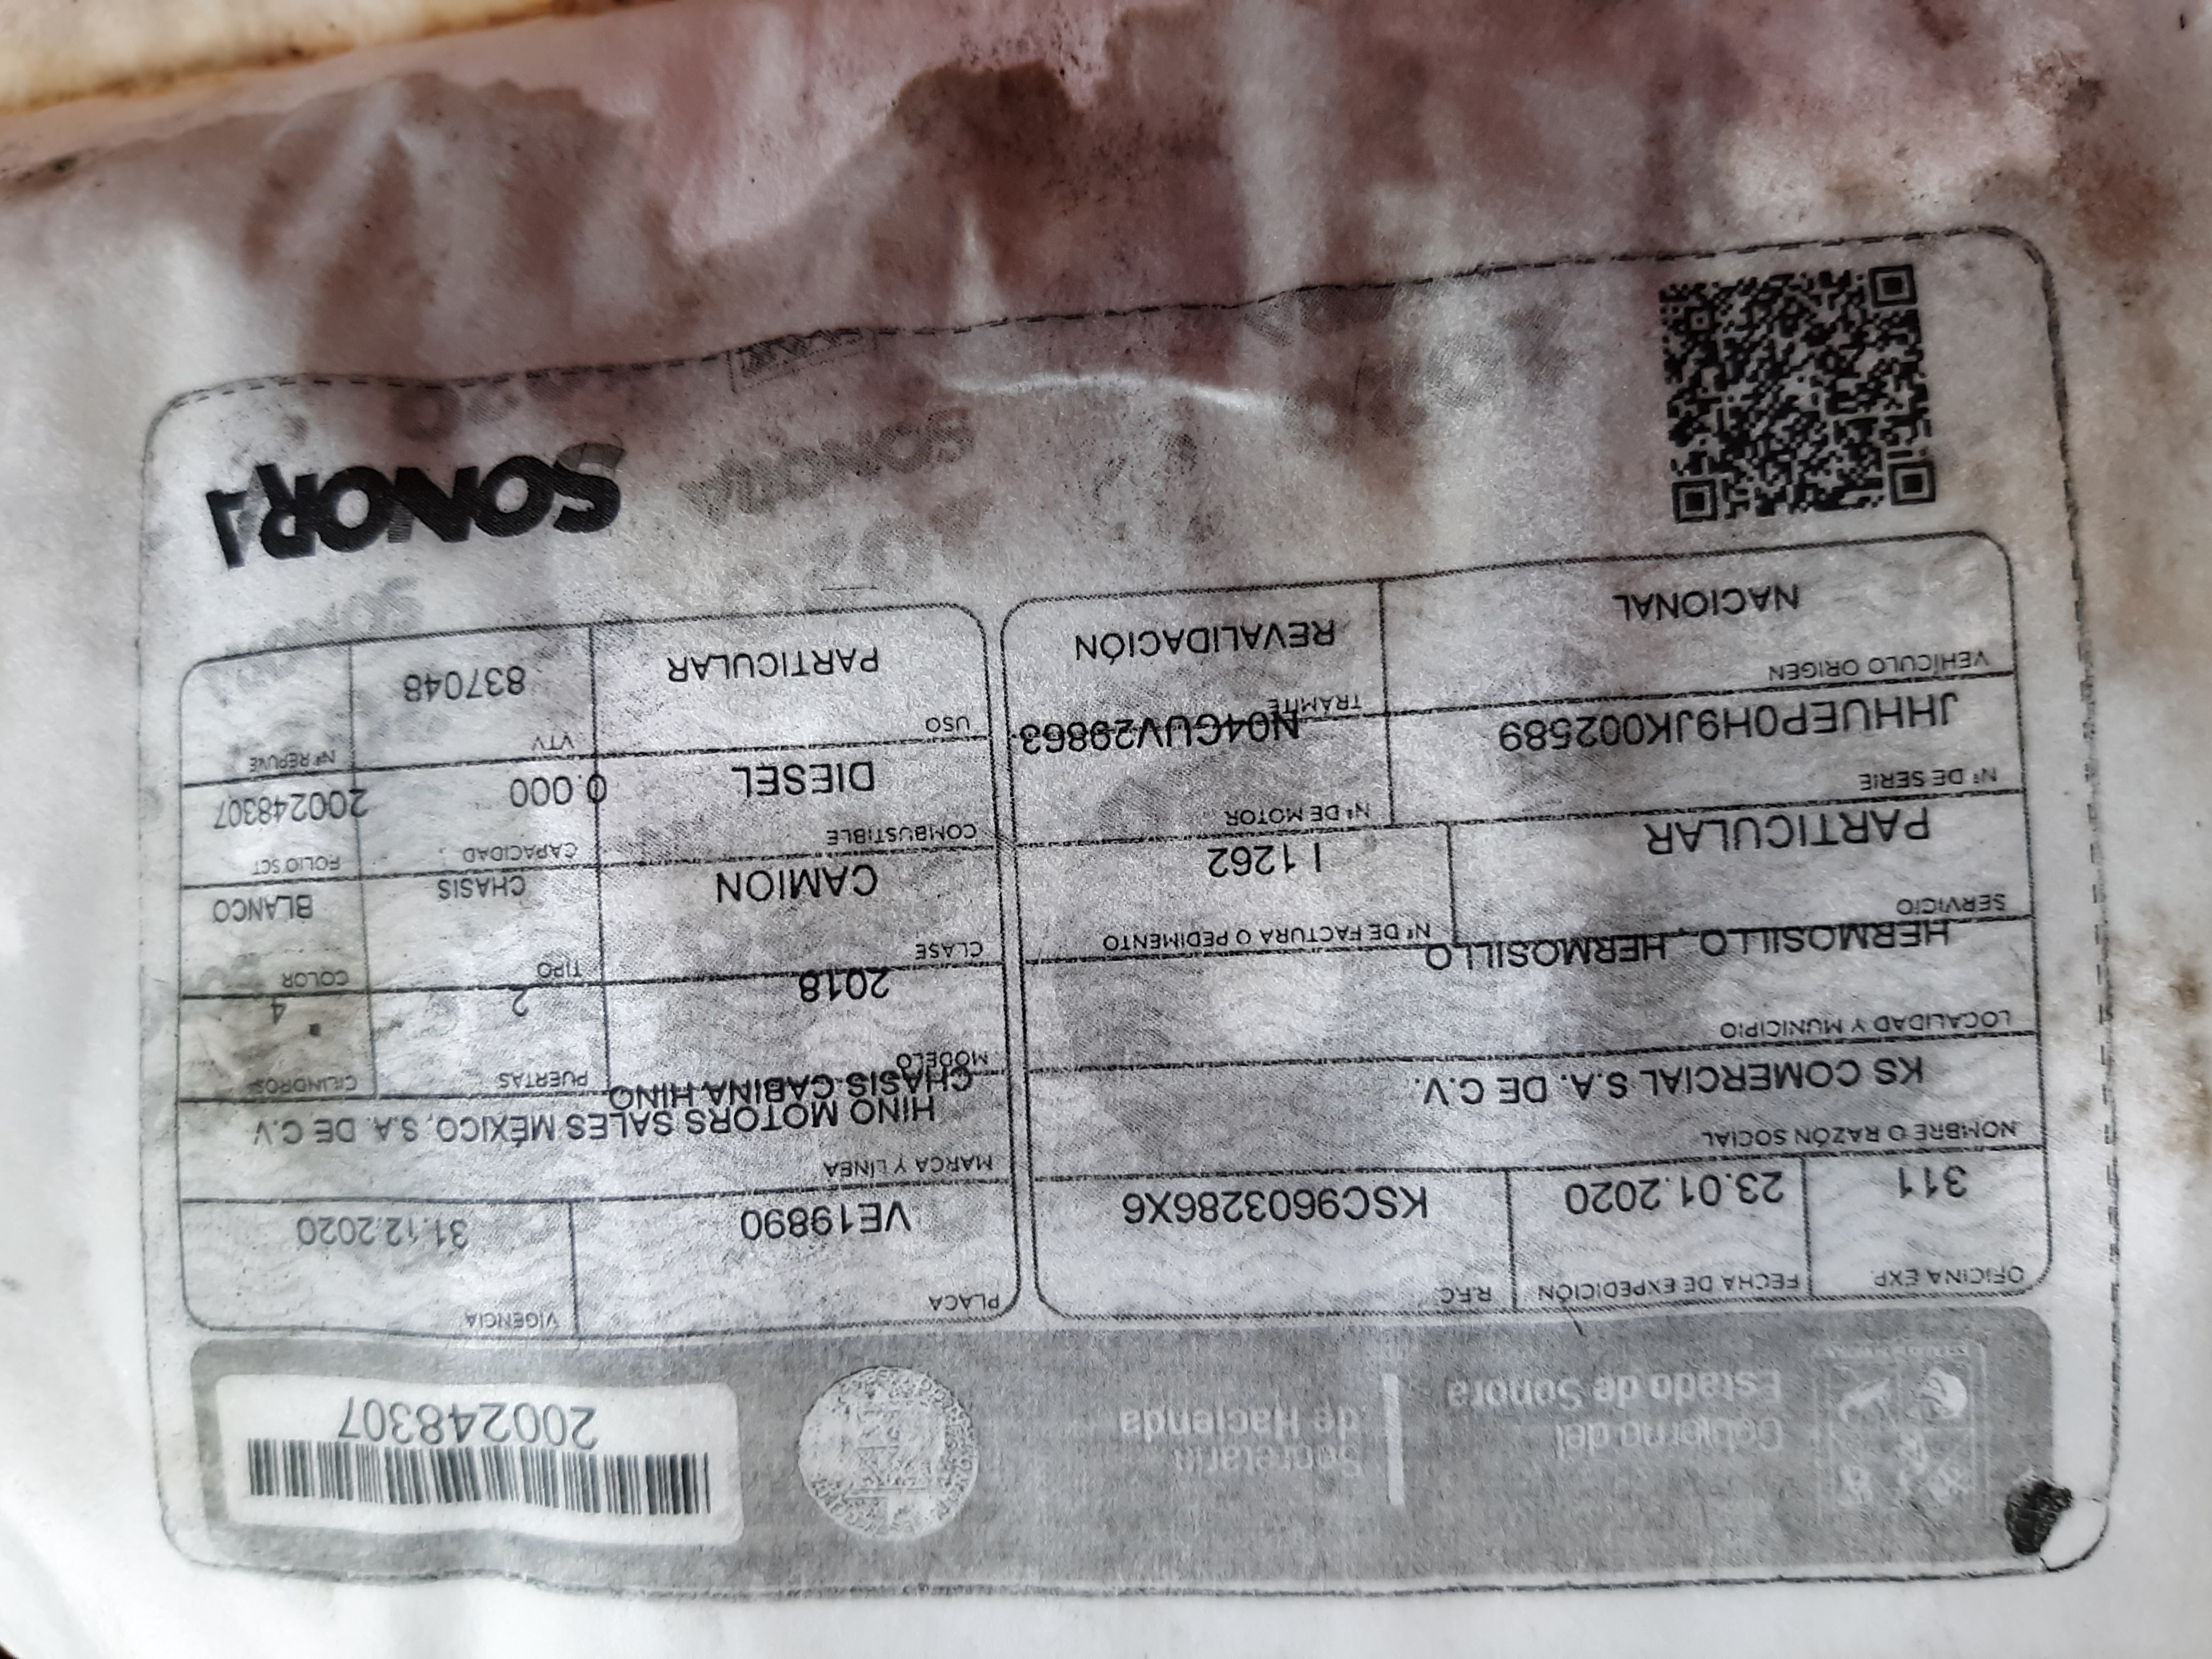 Gobierno del
Estado de Sonora
Secretaría
de Hacienda
200248307
OFICINA EXP.
FECHA DE EXPEDICIÓN
R.F.C
311
23.01.2020
KSC9603286X6
NOMBRE O RAZÓN SOCIAL
KS COMERCIAL S.A. DE C.V.
LOCALIDAD Y MUNICIPIO
HERMOSILLO, HERMOSILLO
SERVICIO
Nº DE FACTURA O PEDIMENTO
PARTICULAR
I 1262
Nº DE SERIE
Nº DE MOTOR
JHHUEP0H9JK002589
N04CUV29863
VEHÍCULO ORIGEN
TRÁMITE
NACIONAL
REVALIDACIÓN
PLACA
VIGENCIA
VE19890
31.12.2020
MARCA Y LÍNEA
HINO MOTORS SALES MÉXICO, S.A. DE C.V
CHASIS CABINA HINO
MODELO
PUERTAS
CILINDROS
2018
2
4
CLASE
TIPO
COLOR
CAMION
CHASIS
BLANCO
COMBUSTIBLE
CAPACIDAD
FOLIO SCT
DIESEL
0.000
200248307
USO
VTV
Nº REPUVE
PARTICULAR
837048
SONORA